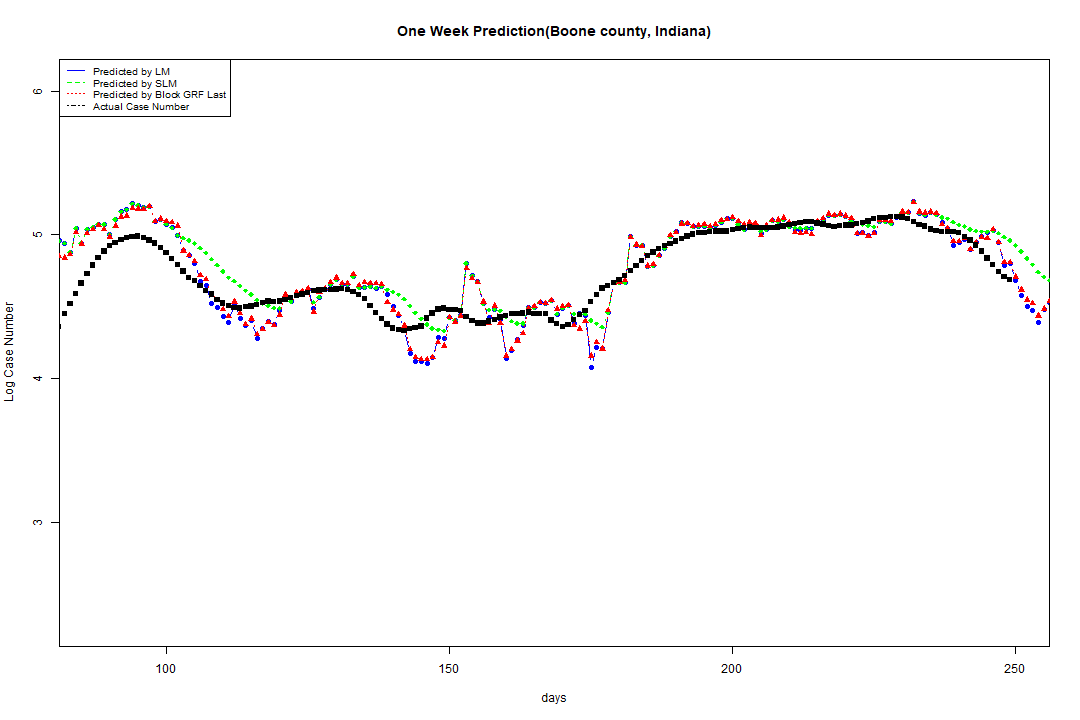 One Week Prediction(Boone county, Indiana)
Predicted by LM
Predicted by SLM
Predicted by Block GRF Last
Actual Case Number
6
5
4
3
Log Case Number
100
150
200
250
days